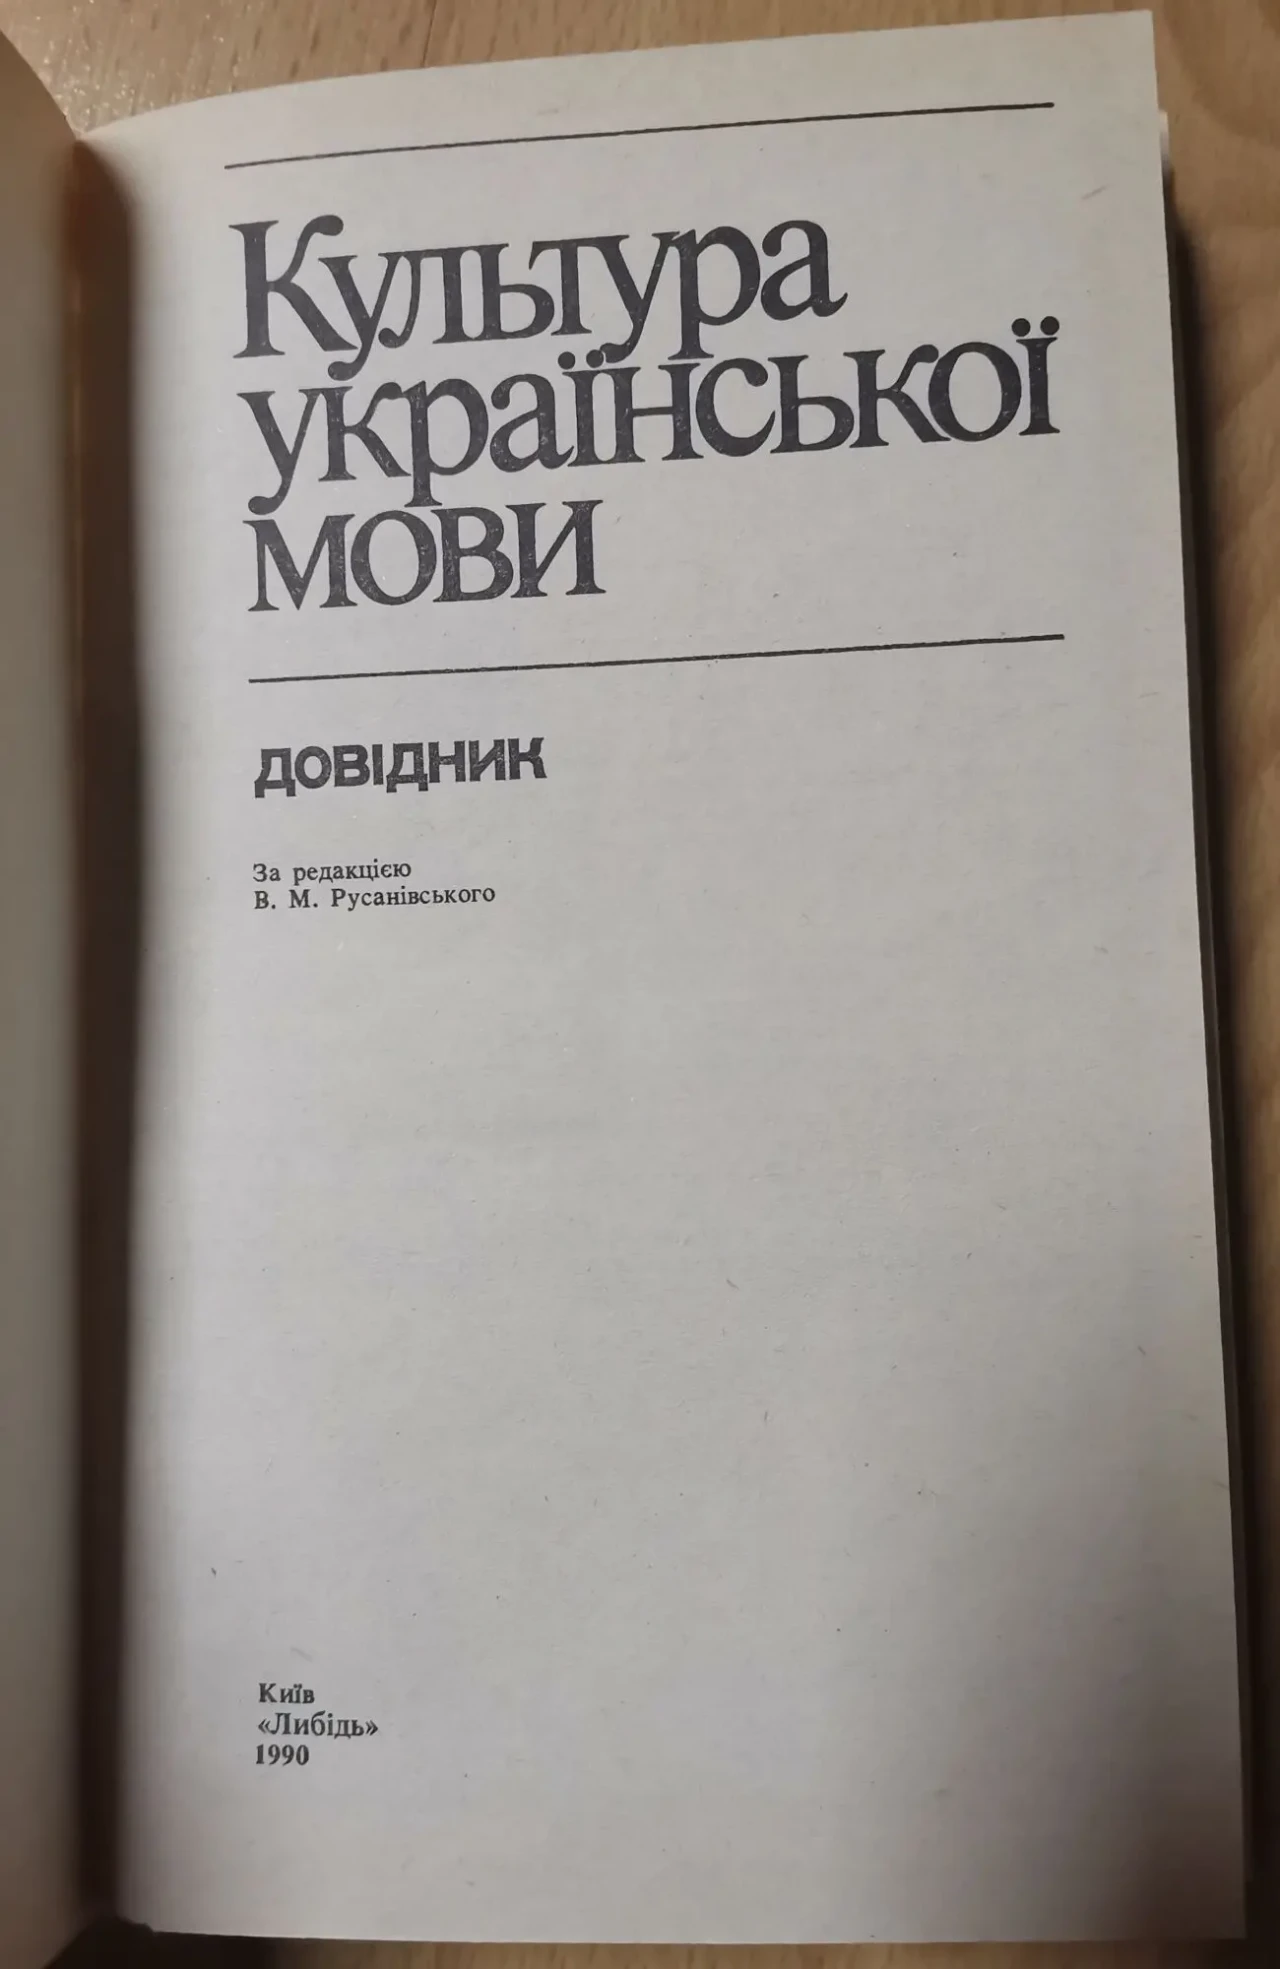 Культура
української
мови
довідник
За редакцією
В. М. Русанівського
Київ
«Либідь»
1990